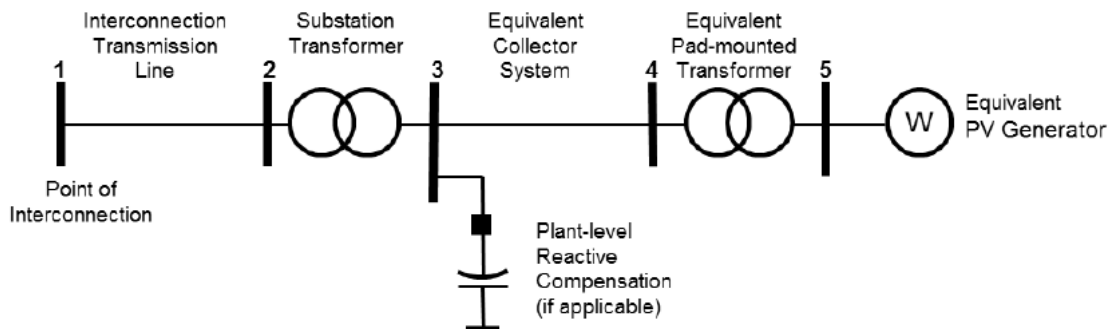 Interconnection
Transmission
Line
Substation
Transformer
Equivalent
Collector
System
Equivalent
Pad-mounted
Transformer
1
2
3
4
5
W
Equivalent
PV Generator
Point of
Interconnection
Plant-level
Reactive
Compensation
(if applicable)